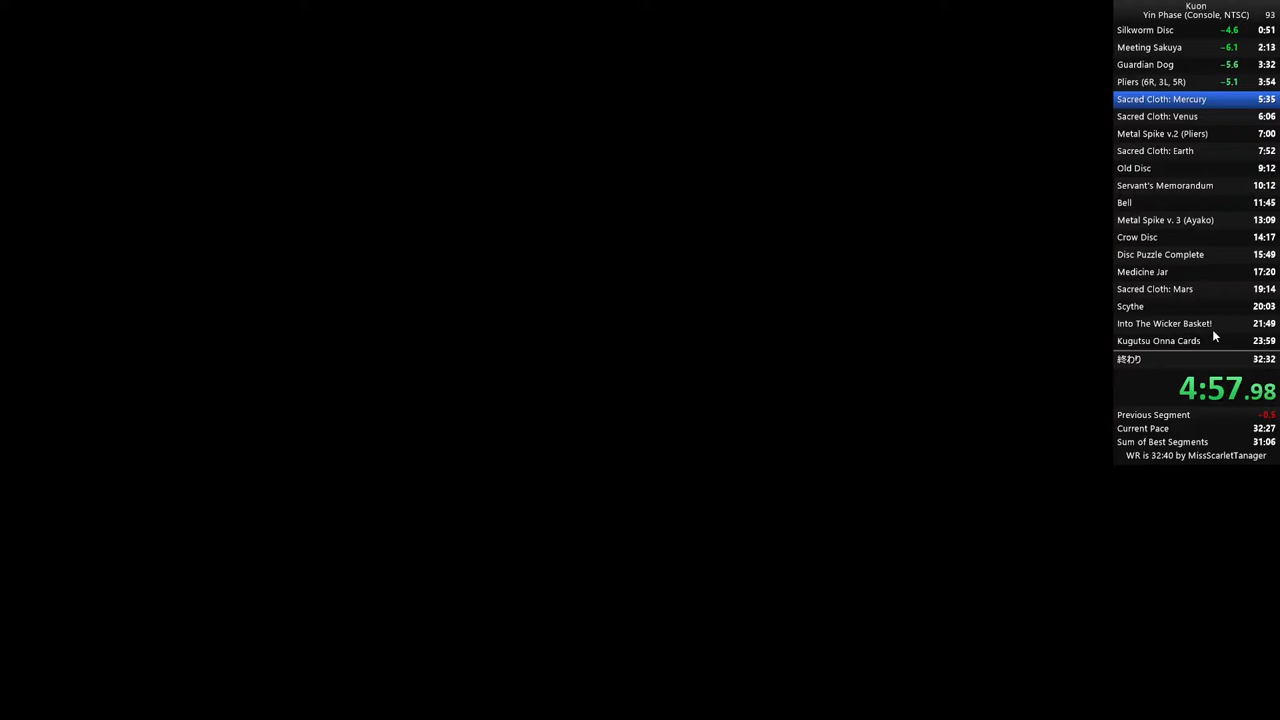 Kuon
Yin Phase (Console, NTSC) 93
Silkworm Disc −4.6 0:51
Meeting Sakuya −6.1 2:13
Guardian Dog −5.6 3:32
Pliers (6R, 3L, 5R) −5.1 3:54
Sacred Cloth: Mercury 5:35
Sacred Cloth: Venus 6:06
Metal Spike v.2 (Pliers) 7:00
Sacred Cloth: Earth 7:52
Old Disc 9:12
Servant's Memorandum 10:12
Bell 11:45
Metal Spike v. 3 (Ayako) 13:09
Crow Disc 14:17
Disc Puzzle Complete 15:49
Medicine Jar 17:20
Sacred Cloth: Mars 19:14
Scythe 20:03
Into The Wicker Basket! 21:49
Kugutsu Onna Cards 23:59
終わり 32:32
4:57.98
Previous Segment −0.5
Current Pace 32:27
Sum of Best Segments 31:06
WR is 32:40 by MissScarletTanager